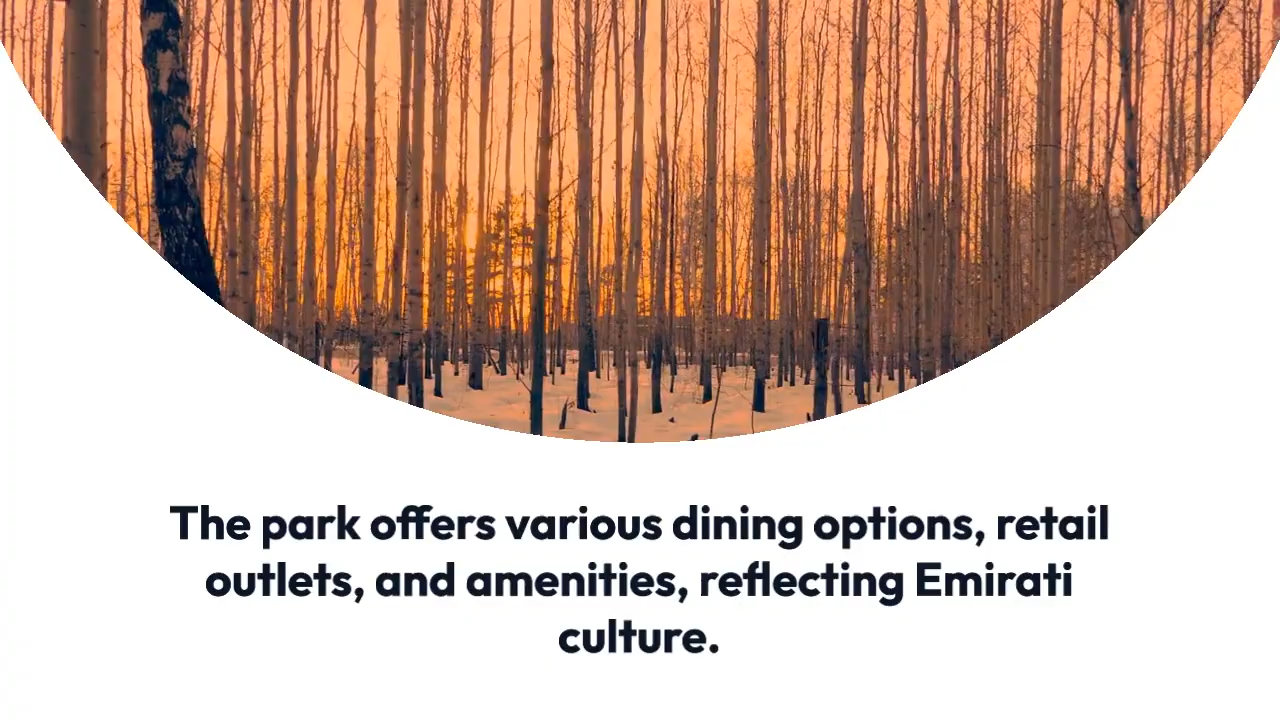 The park offers various dining options, retail
outlets, and amenities, reflecting Emirati
culture.